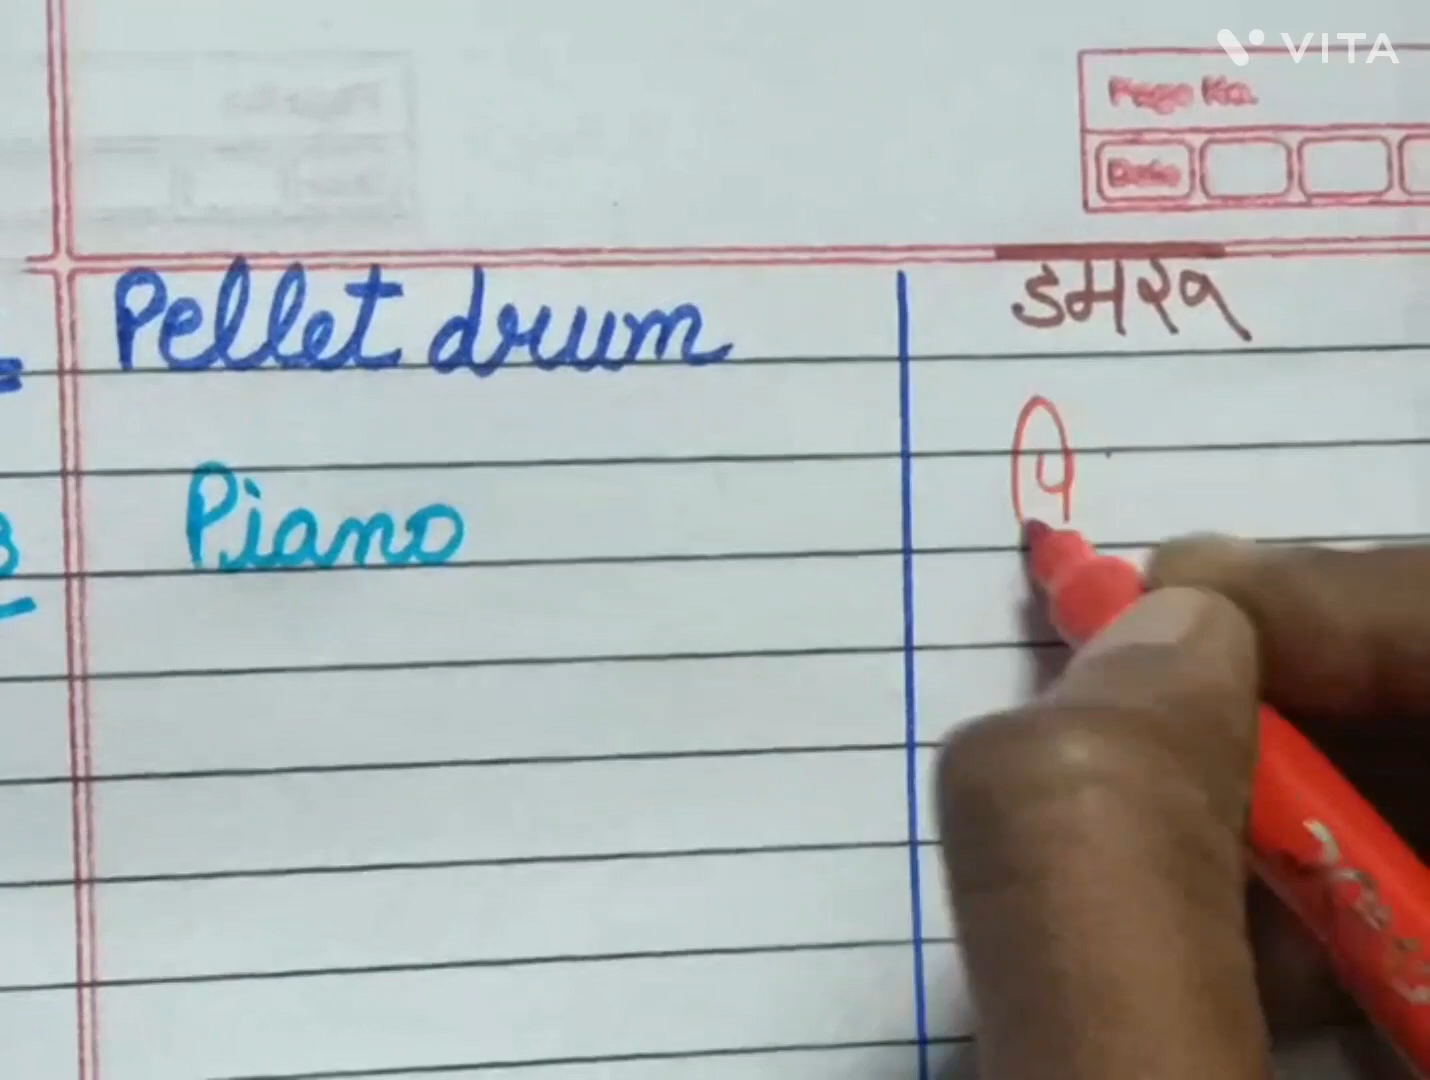 VITA
Page No.
Date
Pellet drum
डमरु
Piano
पि